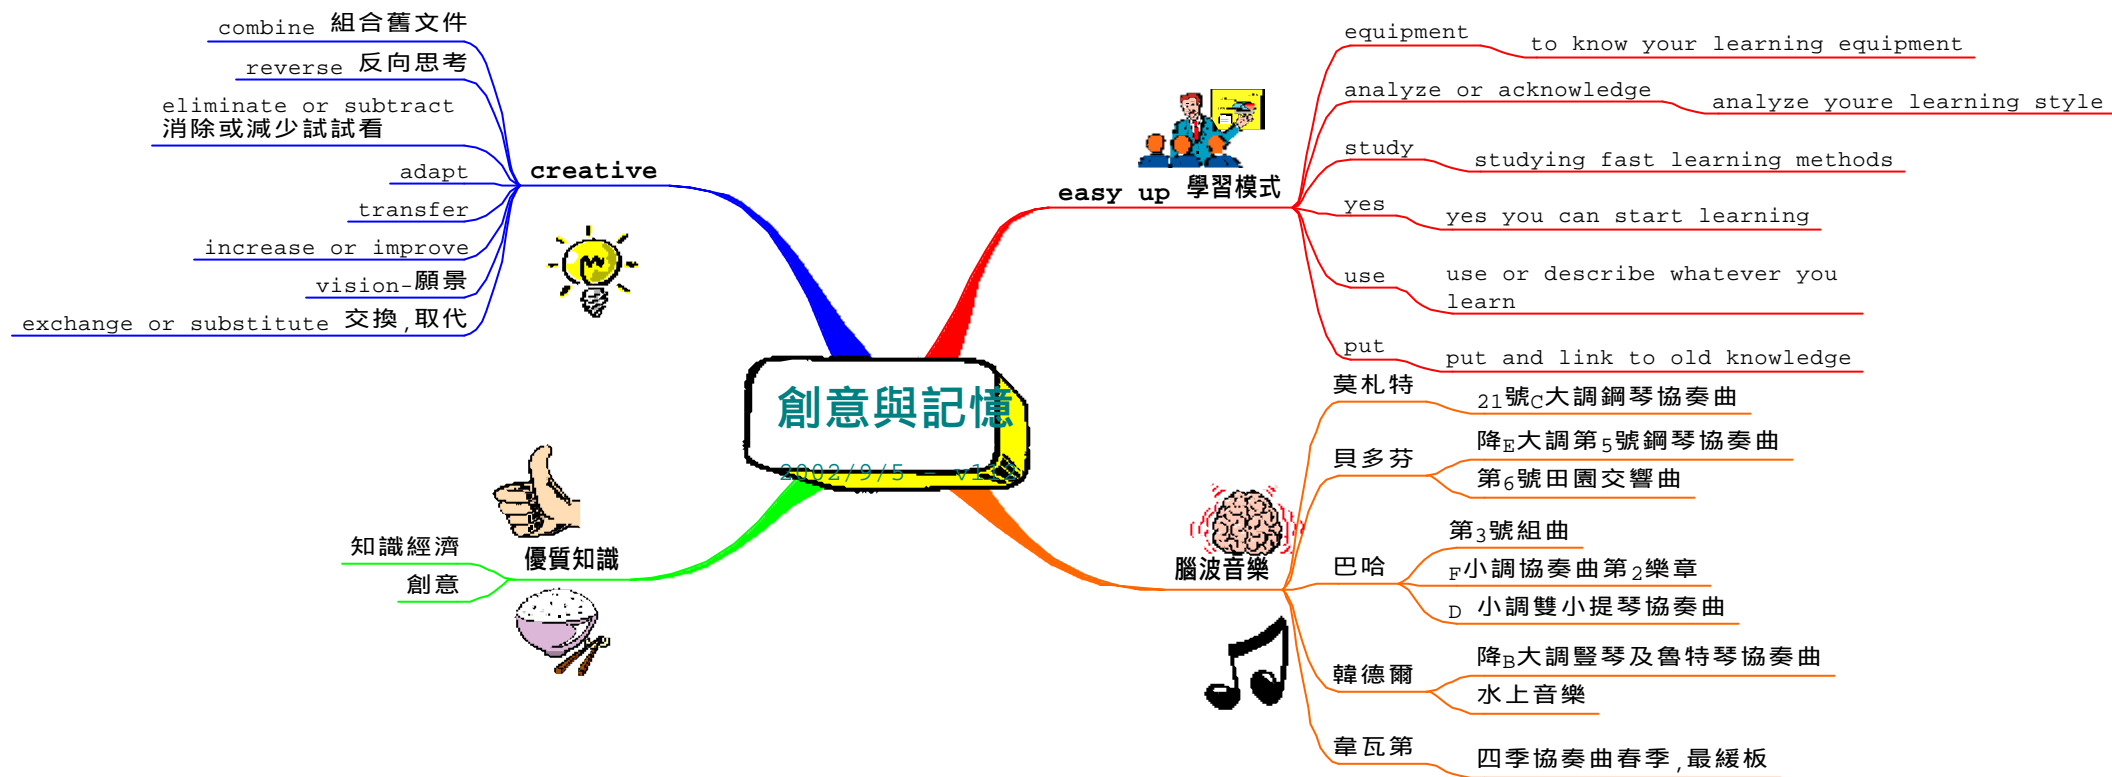 創意與記憶
2002/9/5 - v1
easy up 學習模式
equipment
to know your learning equipment
analyze or acknowledge
analyze youre learning style
study
studying fast learning methods
yes
yes you can start learning
use
use or describe whatever you
learn
put
put and link to old knowledge
腦波音樂
莫札特
21號C大調鋼琴協奏曲
貝多芬
降E大調第5號鋼琴協奏曲
第6號田園交響曲
巴哈
第3號組曲
F小調協奏曲第2樂章
D 小調雙小提琴協奏曲
韓德爾
降B大調豎琴及魯特琴協奏曲
水上音樂
韋瓦第
四季協奏曲春季,最緩板
優質知識
知識經濟
創意
creative
combine 組合舊文件
reverse 反向思考
eliminate or subtract
消除或減少試試看
adapt
transfer
increase or improve
vision-願景
exchange or substitute 交換,取代